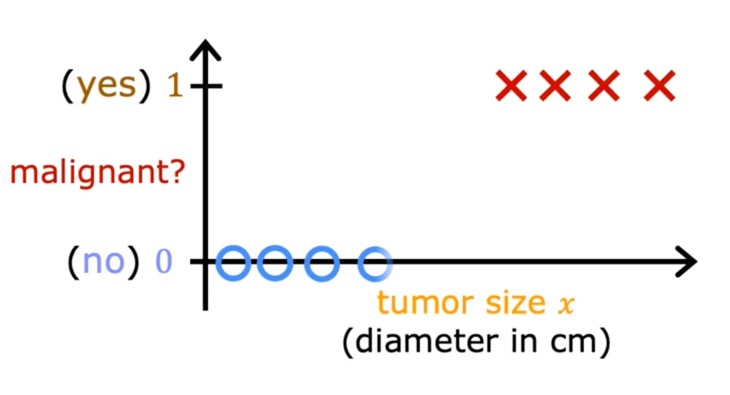 (yes) 1
malignant?
(no) 0
tumor size x
(diameter in cm)